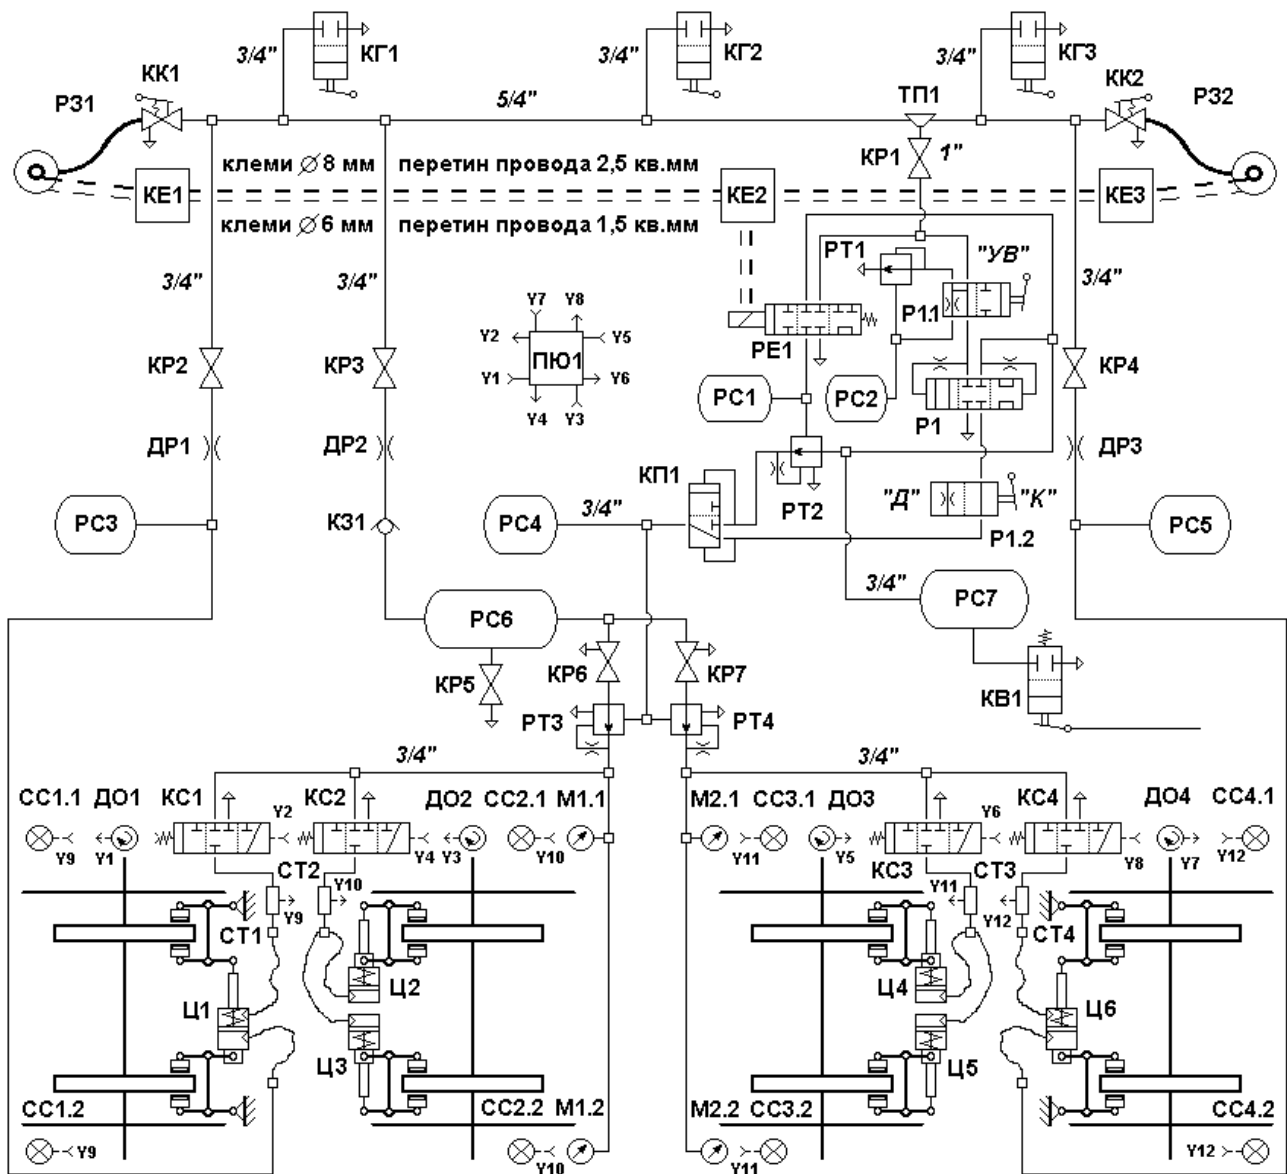 3/4" КГ1
3/4" КГ2
3/4" КГ3
КК1
КК2
РЗ1
5/4"
ТП1
РЗ2
КР1 1"
клеми ∅ 8 мм перетин провода 2,5 кв.мм
КЕ1
КЕ2
КЕ3
клеми ∅ 6 мм перетин провода 1,5 кв.мм
РТ1
"УВ"
3/4"
3/4"
3/4"
Y7 Y8
Y2 Y5
ПЮ1
Y1 Y6
Y4 Y3
Р1.1
РЕ1
КР2
КР3
КР4
РС1
РС2
Р1
ДР1
ДР2
ДР3
КП1
РТ2
"Д" "К"
РС3
КЗ1
РС4
3/4"
Р1.2
РС5
РС6
3/4"
РС7
КР5
КР6
КР7
КВ1
РТ3
РТ4
3/4"
3/4"
СС1.1 ДО1 КС1 Y2 КС2 ДО2 СС2.1 М1.1
М2.1 СС3.1 ДО3 Y6 КС4 ДО4 СС4.1
Y9 Y1 Y4 Y3 Y10
Y11 Y5 Y8 Y7 Y12
СТ2
КС3
СТ3
Y10
Y11
Y9
Y12
СТ1
СТ4
Ц1
Ц2
Ц4
Ц6
Ц3
Ц5
СС1.2
СС2.2 М1.2
М2.2 СС3.2
СС4.2
Y9
Y10
Y11
Y12